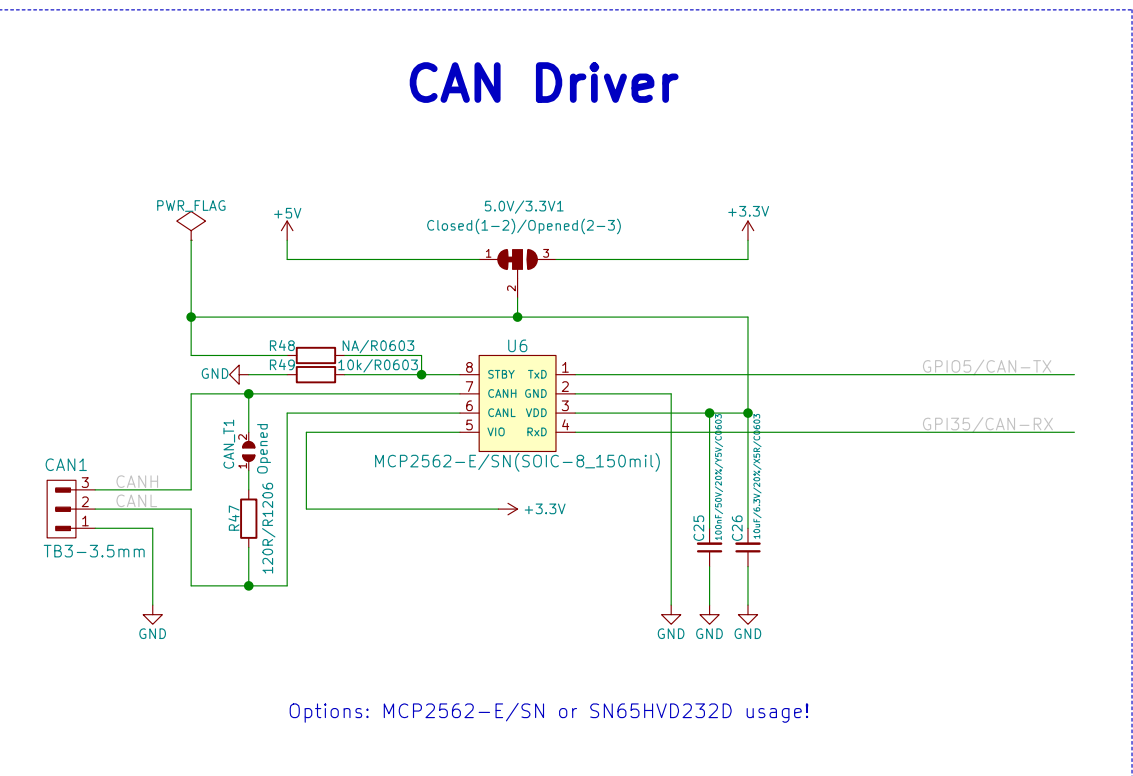 CAN Driver
PWR_FLAG
+5V
5.0V/3.3V1
Closed(1-2)/Opened(2-3)
+3.3V
1
3
2
R48
NA/R0603
U6
R49
10k/R0603
GND
8
STBY
TxD
1
GPIO5/CAN-TX
7
CANH
GND
2
6
CANL
VDD
3
5
VIO
RxD
4
GPI35/CAN-RX
MCP2562-E/SN(SOIC-8_150mil)
CAN_T1
Opened
2
1
CAN1
3
CANH
2
CANL
1
TB3-3.5mm
R47
120R/R1206
+3.3V
C25
100nF/50V/20%/Y5V/C0603
C26
10uF/6.3V/20%/X5R/C0603
GND
GND
GND
GND
Options: MCP2562-E/SN or SN65HVD232D usage!